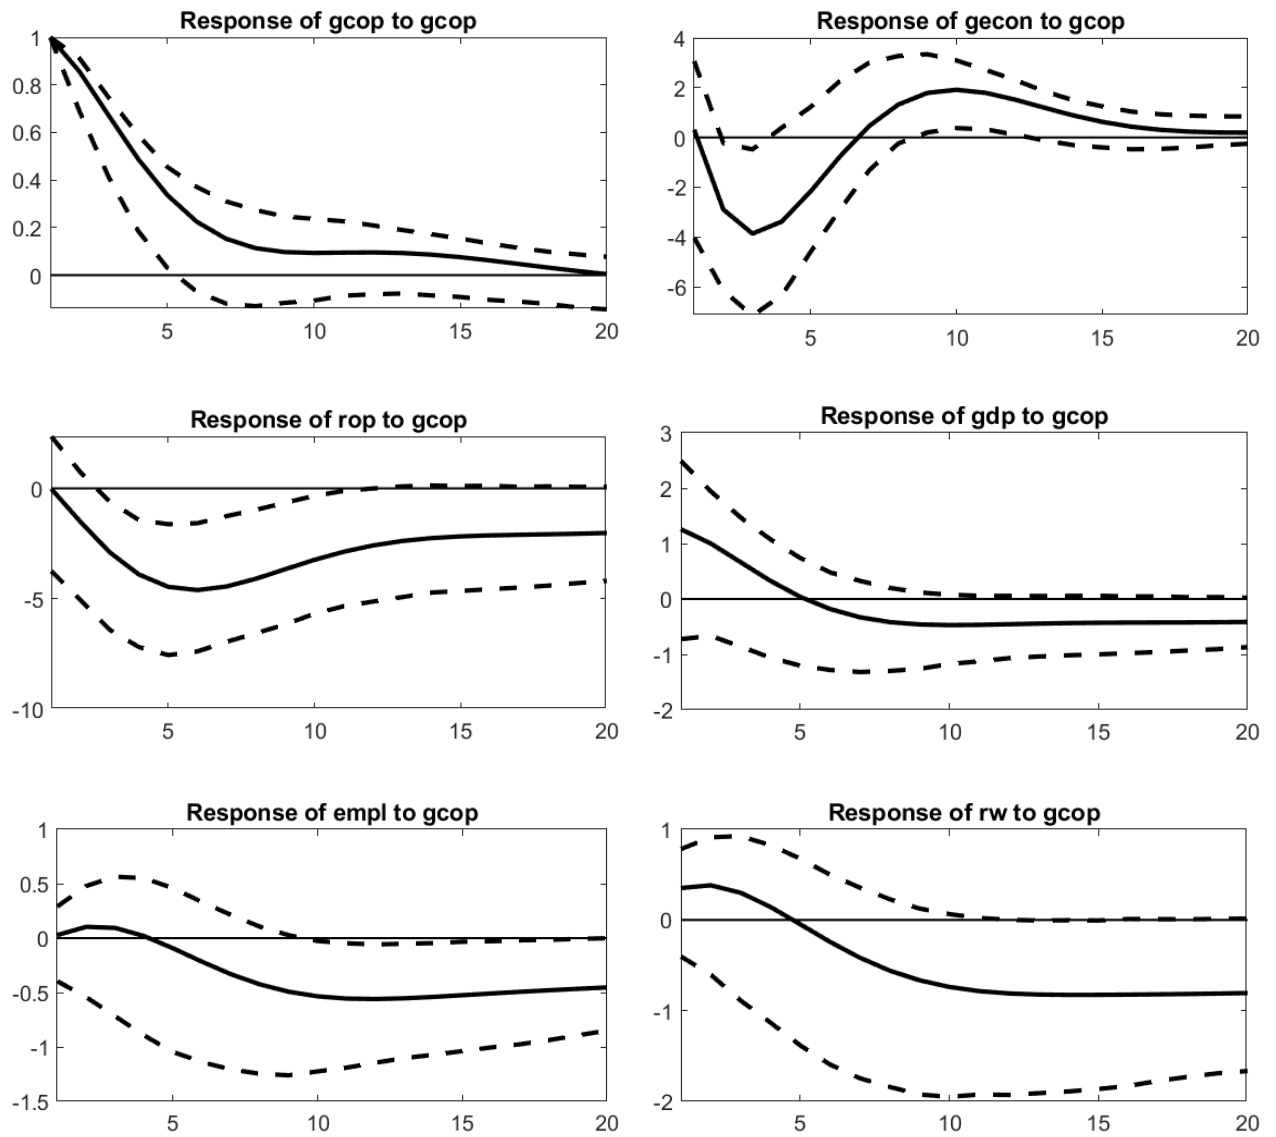 Response of gcop to gcop
1
0.8
0.6
0.4
0.2
0
5 10 15 20
Response of gecon to gcop
4
2
0
-2
-4
-6
5 10 15 20
Response of rop to gcop
0
-5
-10
5 10 15 20
Response of gdp to gcop
3
2
1
0
-1
-2
5 10 15 20
Response of empl to gcop
1
0.5
0
-0.5
-1
-1.5
5 10 15 20
Response of rw to gcop
1
0
-1
-2
5 10 15 20